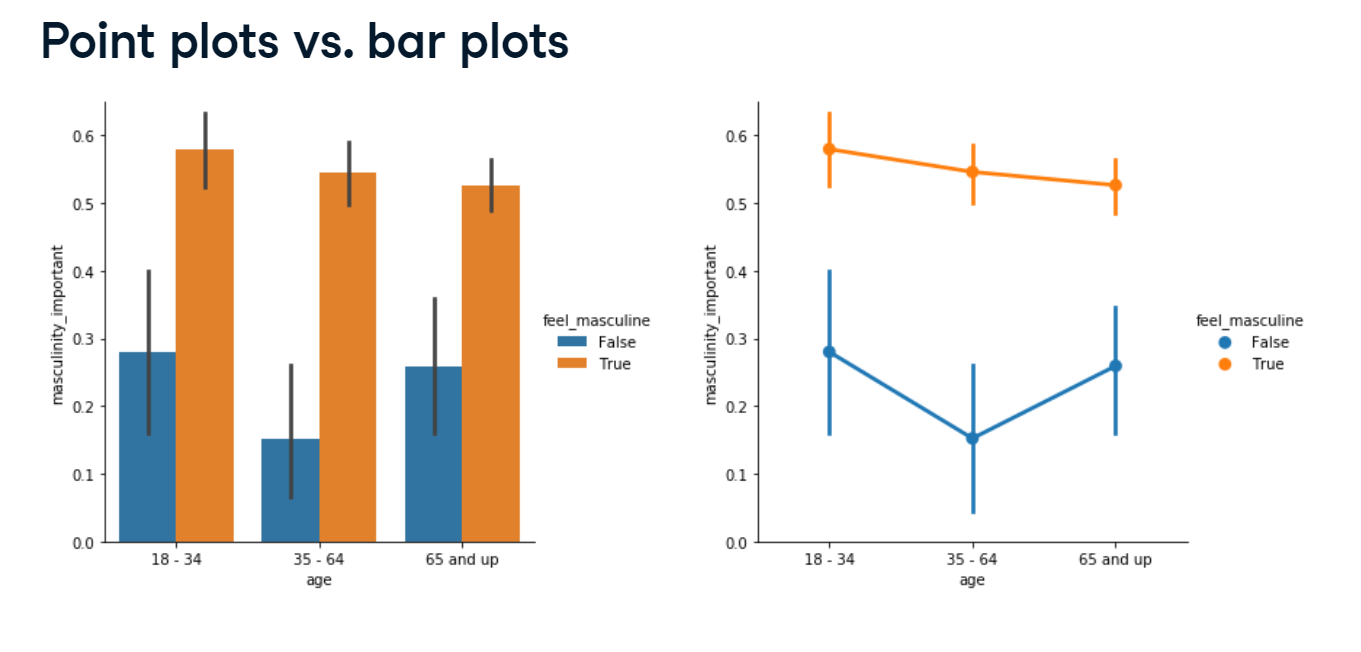 Point plots vs. bar plots
masculinity_important
0.6
0.5
0.4
0.3
0.2
0.1
0.0
18 - 34 35 - 64 65 and up
age
feel_masculine
False
True
masculinity_important
0.6
0.5
0.4
0.3
0.2
0.1
0.0
18 - 34 35 - 64 65 and up
age
feel_masculine
False
True